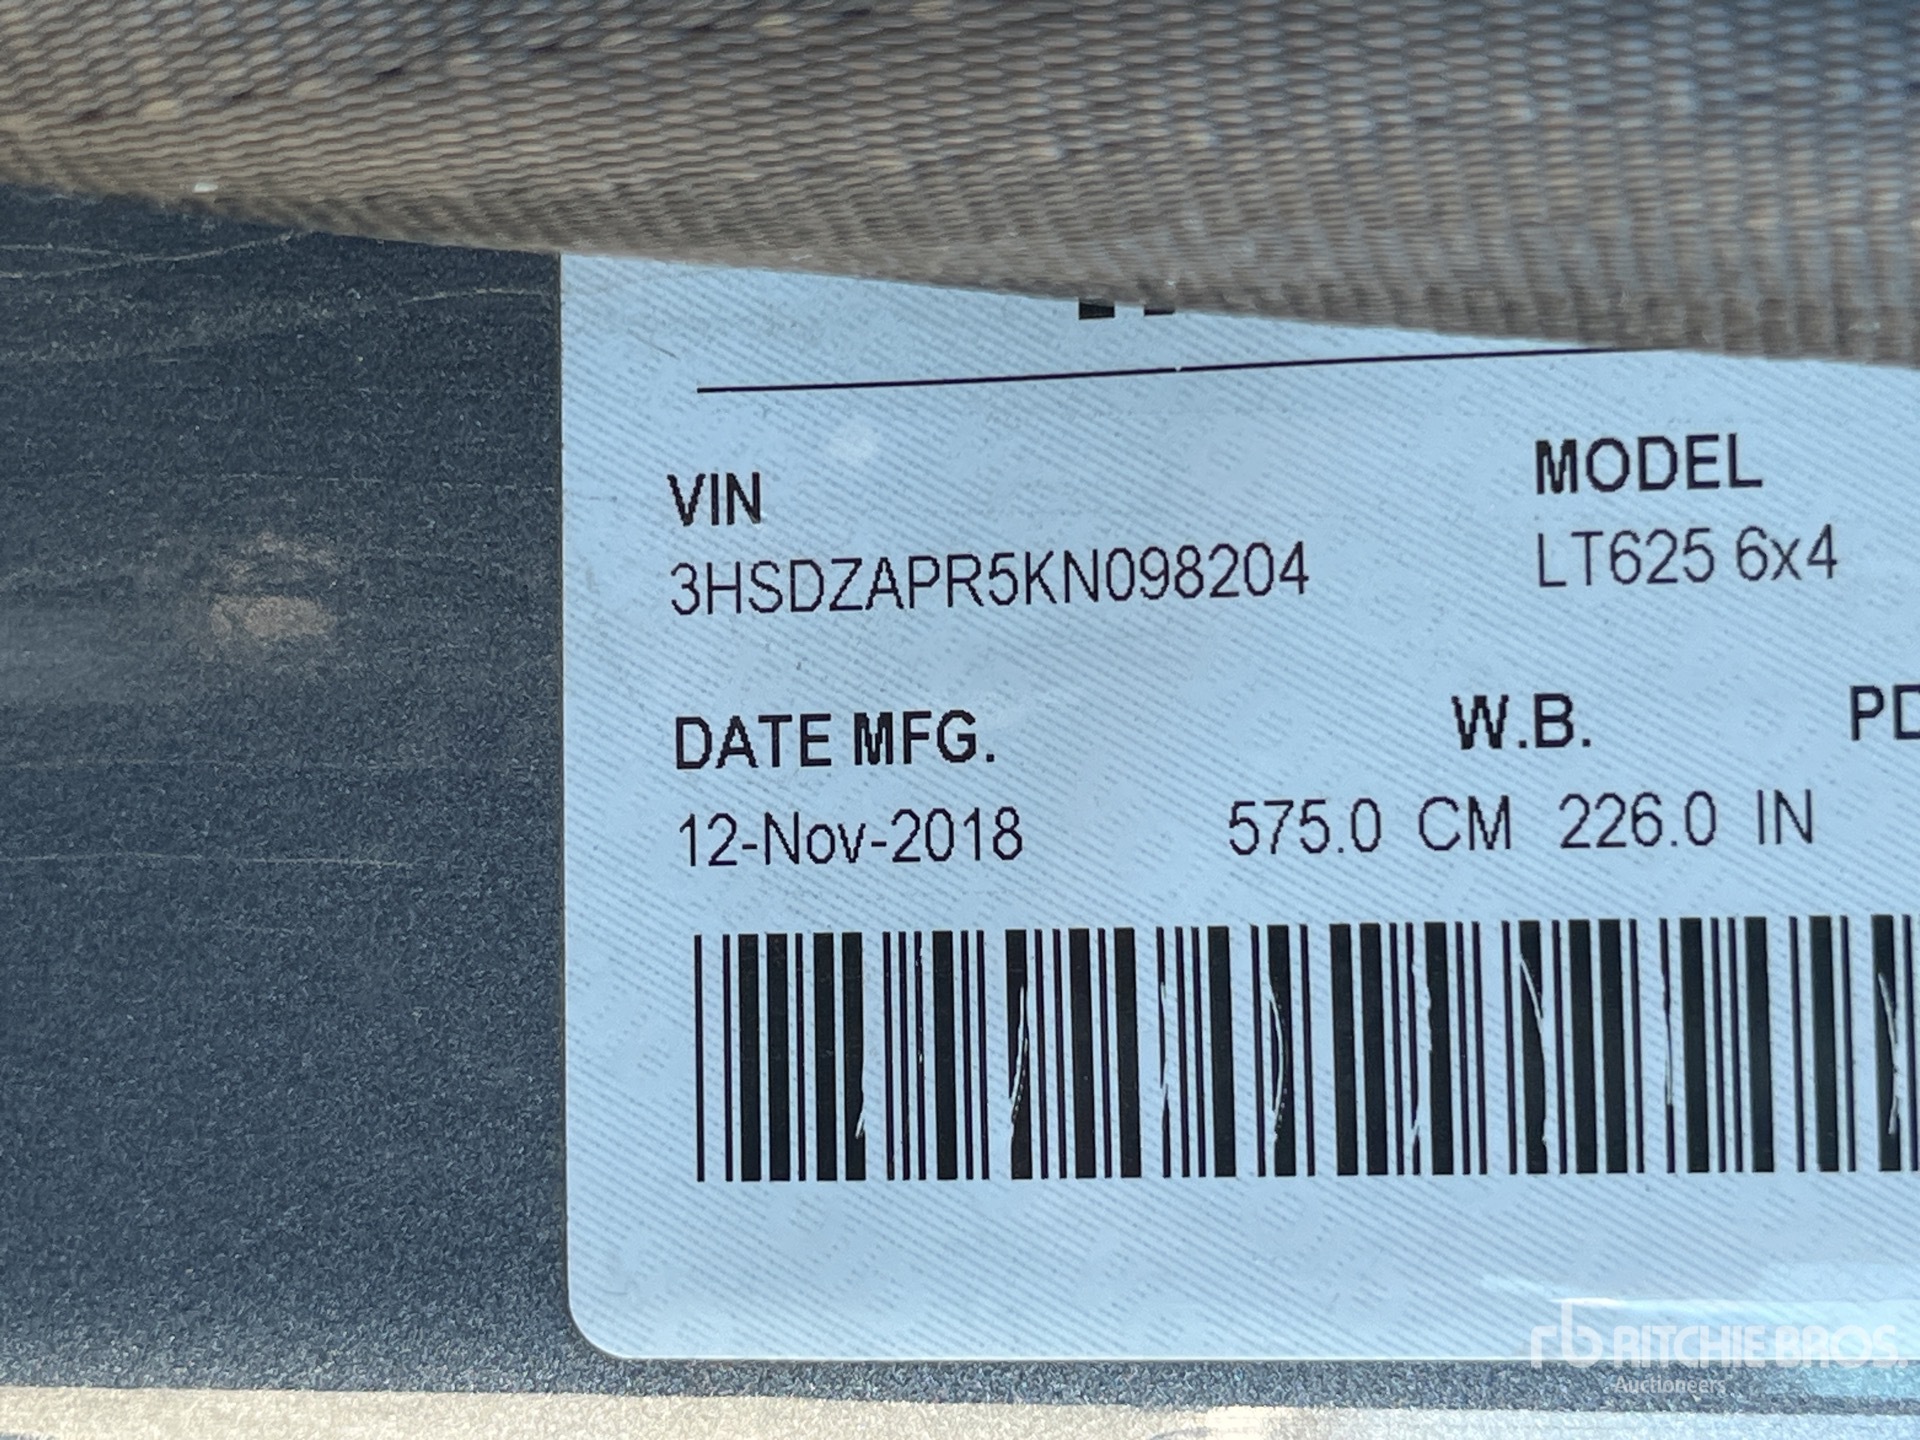 VIN MODEL
3HSDZAPR5KN098204 LT625 6x4
DATE MFG. W.B.
12-Nov-2018 575.0 CM 226.0 IN
rb RITCHIE BROS.
Auctioneers